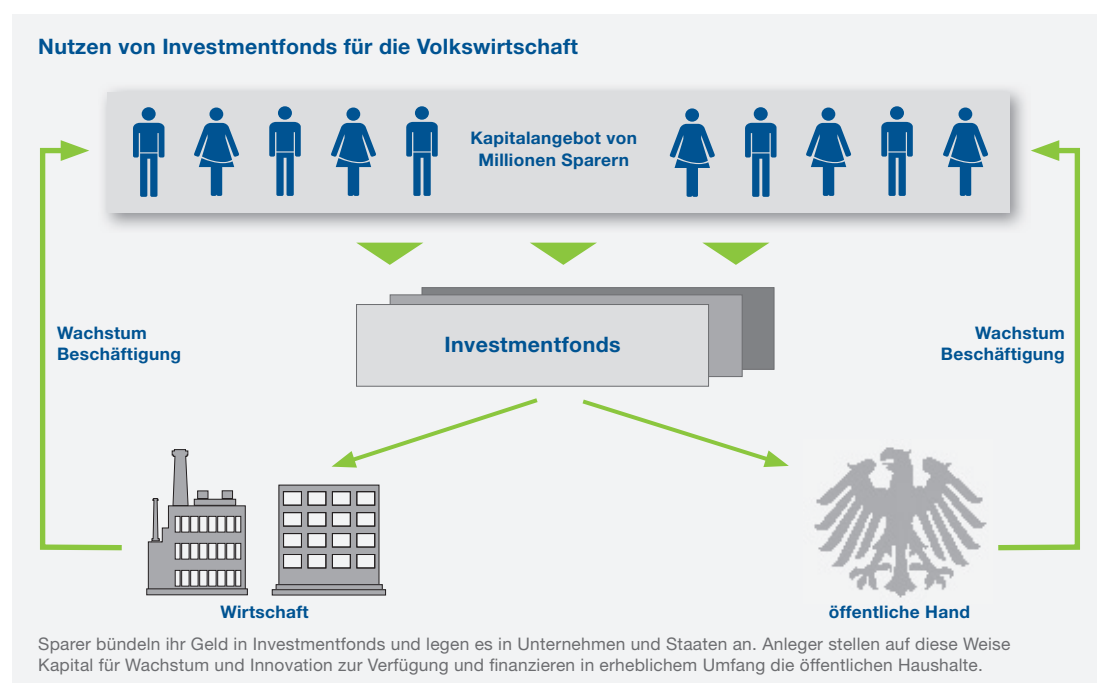 Nutzen von Investmentfonds für die Volkswirtschaft
Kapitalangebot von
Millionen Sparern
Wachstum
Beschäftigung
Investmentfonds
Wachstum
Beschäftigung
Wirtschaft
öffentliche Hand
Sparer bündeln ihr Geld in Investmentfonds und legen es in Unternehmen und Staaten an. Anleger stellen auf diese Weise
Kapital für Wachstum und Innovation zur Verfügung und finanzieren in erheblichem Umfang die öffentlichen Haushalte.